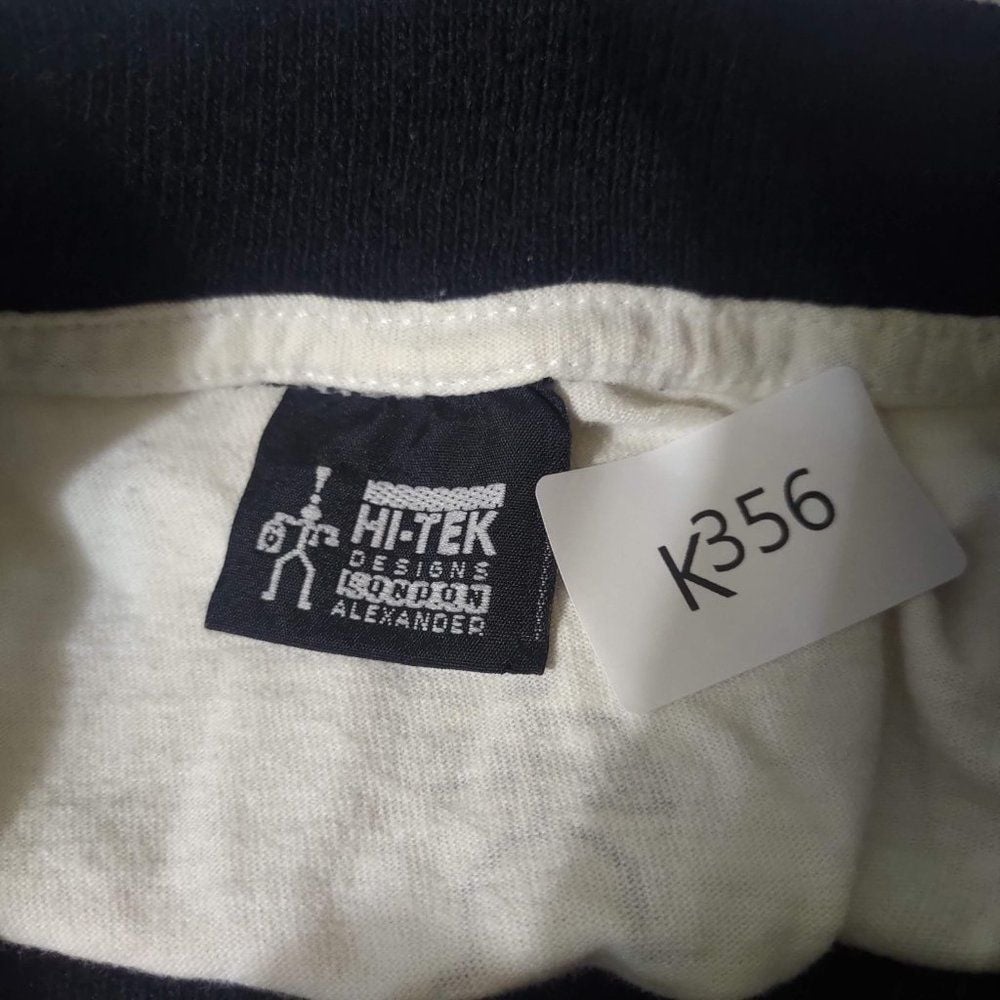 HI-TEK
DESIGNS
LONDON
ALEXANDER
K356